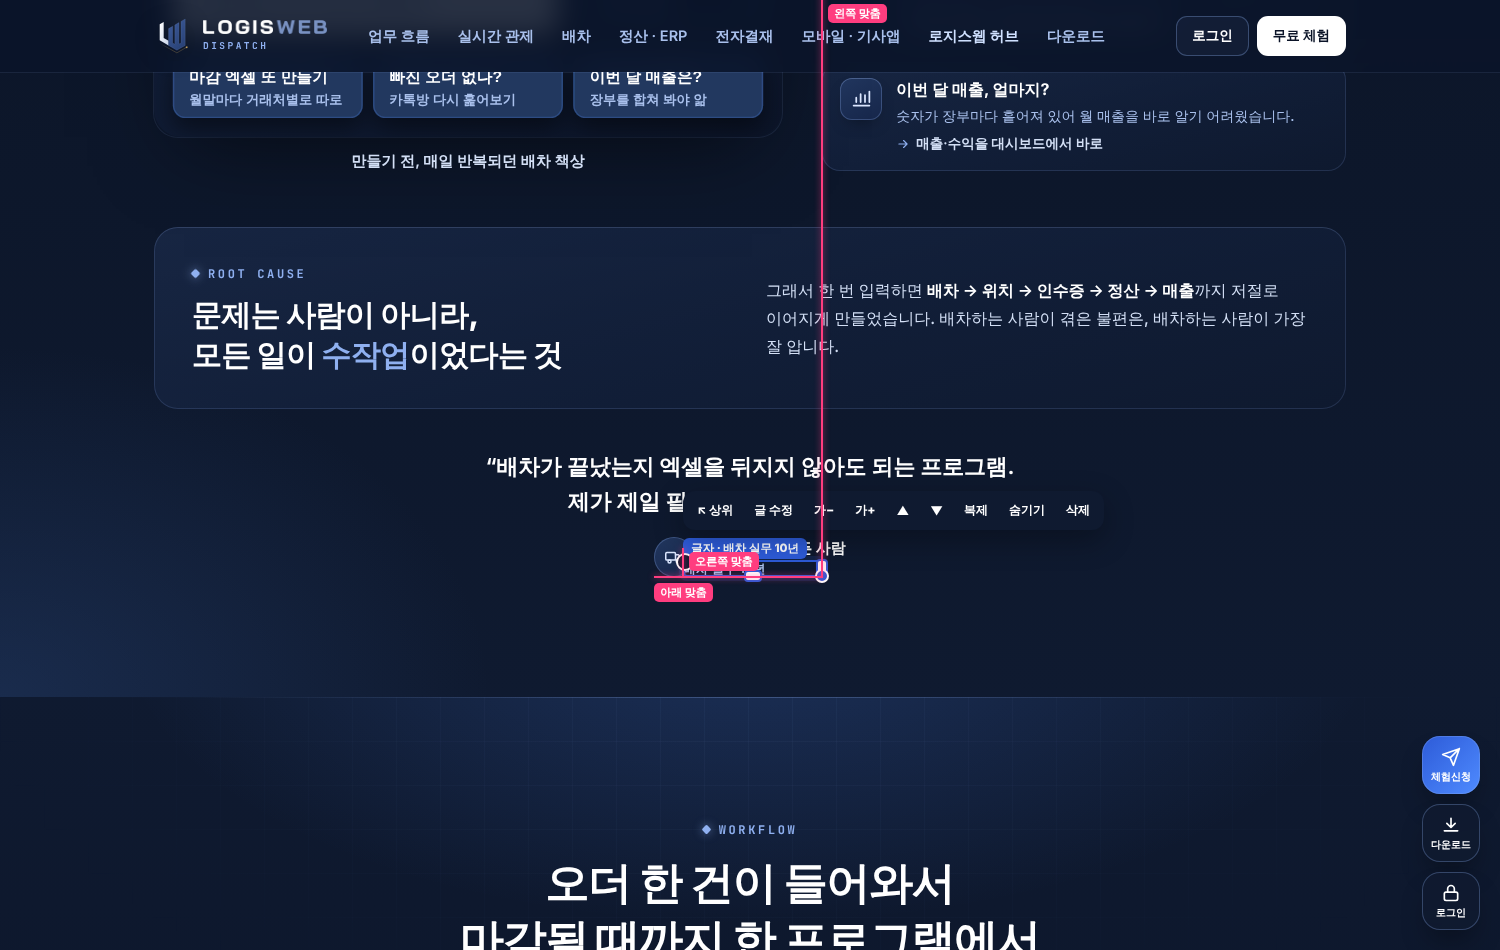 LOGISWEB
DISPATCH
업무 흐름
실시간 관제
배차
정산 · ERP
전자결재
모바일 · 기사앱
로지스웹 허브
다운로드
로그인
무료 체험
왼쪽 맞춤
마감 엑셀 또 만들기
월말마다 거래처별로 따로
빠진 오더 없나?
카톡방 다시 훑어보기
이번 달 매출은?
장부를 합쳐 봐야 앎
만들기 전, 매일 반복되던 배차 책상
이번 달 매출, 얼마지?
숫자가 장부마다 흩어져 있어 월 매출을 바로 알기 어려웠습니다.
→ 매출·수익을 대시보드에서 바로
ROOT CAUSE
문제는 사람이 아니라,
모든 일이 수작업이었다는 것
그래서 한 번 입력하면 배차 → 위치 → 인수증 → 정산 → 매출까지 저절로
이어지게 만들었습니다. 배차하는 사람이 겪은 불편은, 배차하는 사람이 가장
잘 압니다.
“배차가 끝났는지 엑셀을 뒤지지 않아도 되는 프로그램.
제가 제일
상위
글 수정
가−
가+
▲
▼
복제
숨기기
삭제
글자 · 배차 실무 10년
사람
오른쪽 맞춤
아래 맞춤
WORKFLOW
오더 한 건이 들어와서
마감될 때까지 한 프로그램에서
체험신청
다운로드
로그인